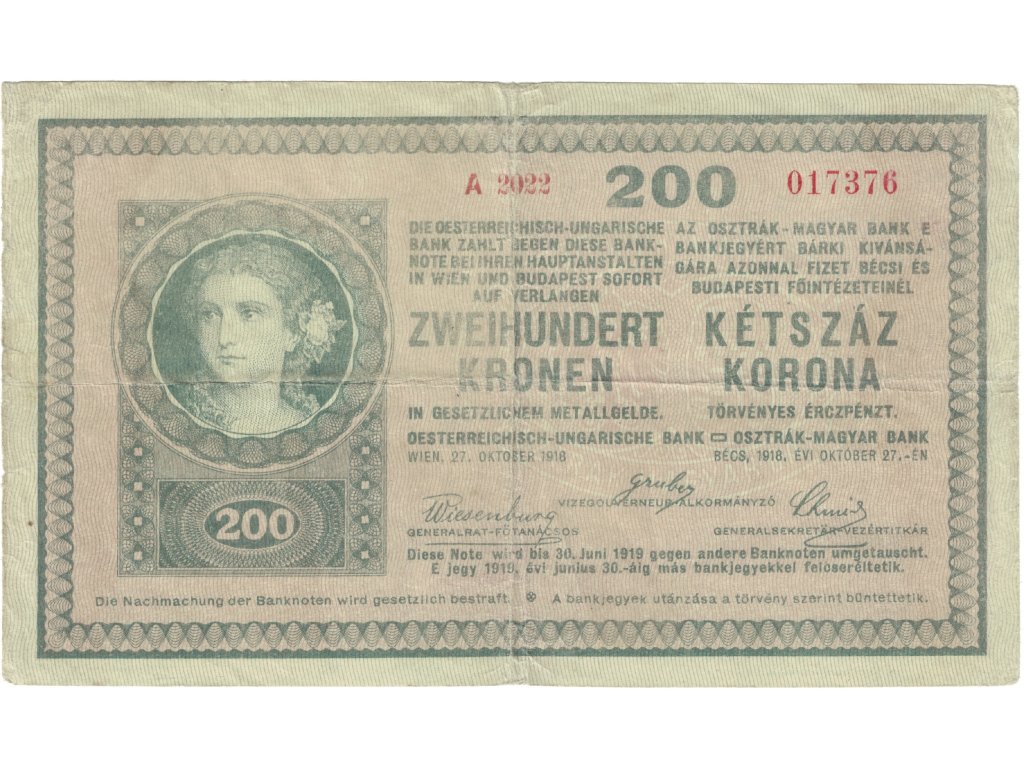 A 2022 200 017376
DIE OESTERREICHISCH-UNGARISCHE
BANK ZAHLT GEGEN DIESE BANK-
NOTE BEI IHREN HAUPTANSTALTEN
IN WIEN UND BUDAPEST SOFORT
AUF VERLANGEN
ZWEIHUNDERT
KRONEN
IN GESETZLICHEM METALLGELDE.
OESTERREICHISCH-UNGARISCHE BANK
WIEN, 27. OKTOBER 1918
AZ OSZTRÁK-MAGYAR BANK E
BANKJEGYÉRT BÁRKI KIVÁNSÁ-
GÁRA AZONNAL FIZET BÉCSI ÉS
BUDAPESTI FŐINTÉZETEINÉL
KÉTSZÁZ
KORONA
TÖRVÉNYES ÉRCZPÉNZT.
OSZTRÁK-MAGYAR BANK
BÉCS, 1918. ÉVI OKTÓBER 27.-ÉN
Wiesenburg
GENERALRAT-FŐTANÁCSOS
Gruber
VIZEGOUVERNEUR-ALKORMÁNYZÓ
Schmid
GENERALSEKRETÄR-VEZÉRTITKÁR
Diese Note wird bis 30. Juni 1919 gegen andere Banknoten umgetauscht.
E jegy 1919. évi junius 30.-áig más bankjegyekkel felcseréltetik.
200
Die Nachmachung der Banknoten wird gesetzlich bestraft. A bankjegyek utánzása a törvény szerint büntettetik.